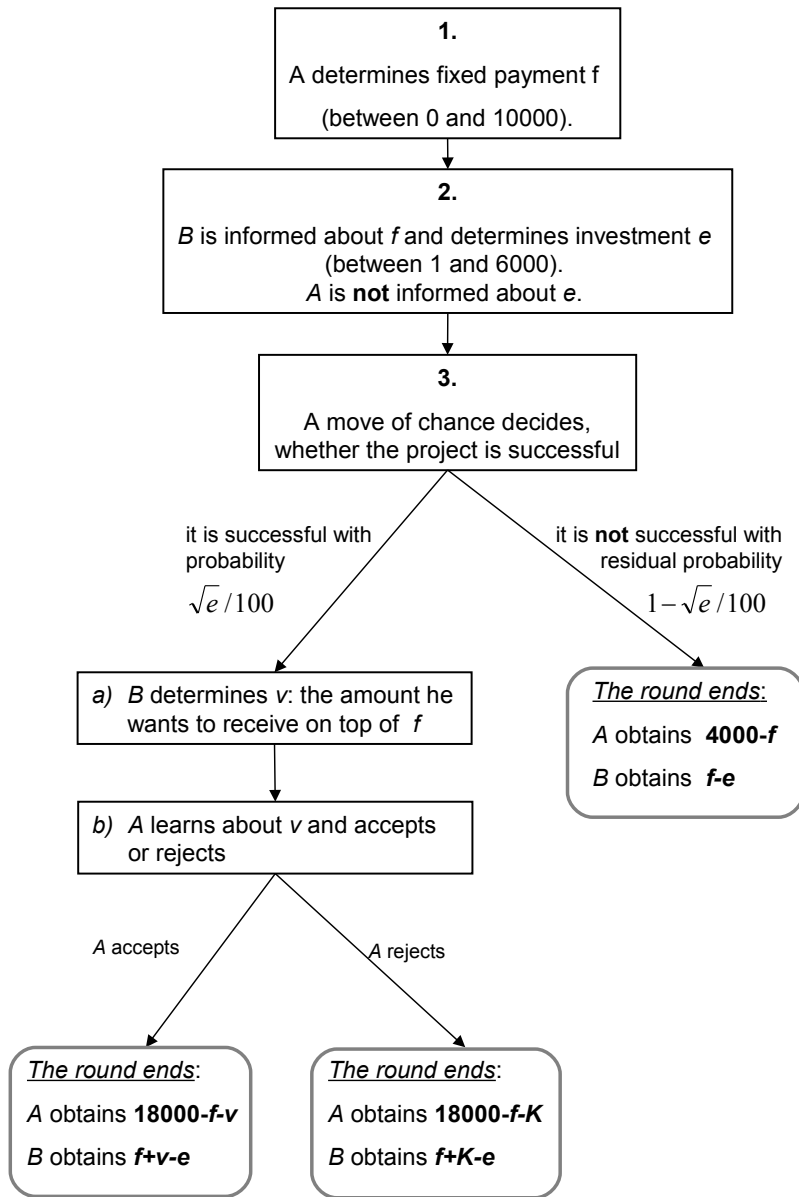 1.
A determines fixed payment f
(between 0 and 10000).
2.
B is informed about f and determines investment e
(between 1 and 6000).
A is not informed about e.
3.
A move of chance decides,
whether the project is successful
it is successful with
probability
√e /100
it is not successful with
residual probability
1−√e /100
a) B determines v: the amount he
wants to receive on top of f
b) A learns about v and accepts
or rejects
The round ends:
A obtains 4000-f
B obtains f-e
A accepts
A rejects
The round ends:
A obtains 18000-f-v
B obtains f+v-e
The round ends:
A obtains 18000-f-K
B obtains f+K-e